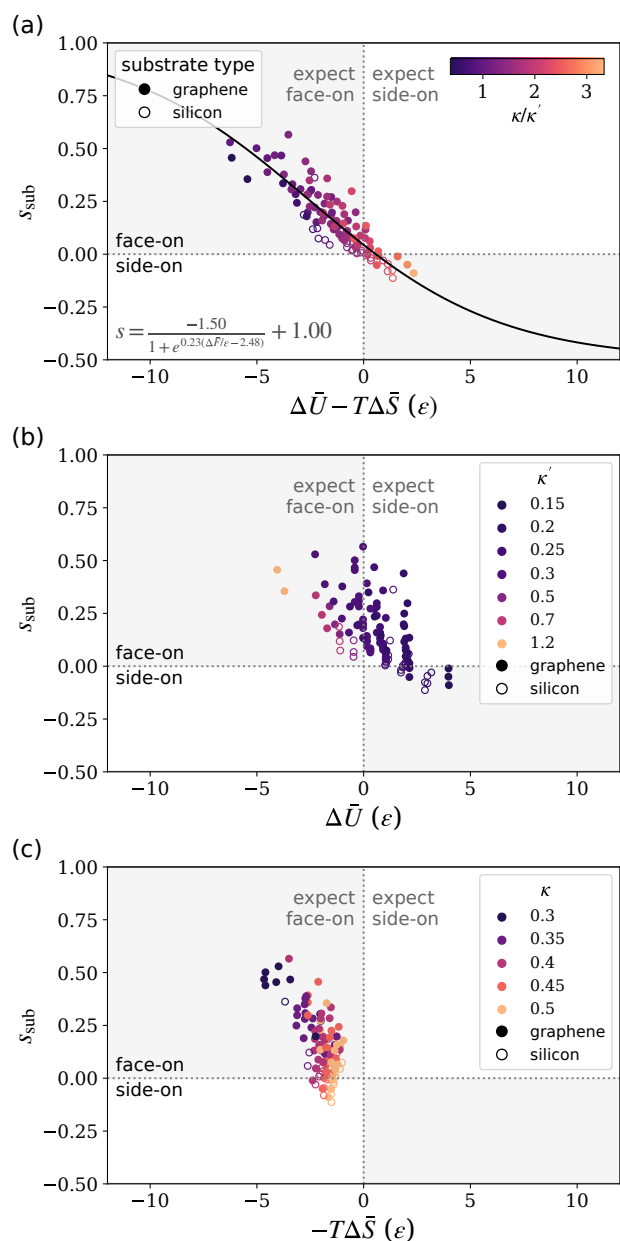 (a)
1.00
0.75
0.50
0.25
0.00
−0.25
−0.50
s_sub
substrate type
graphene
silicon
expect face-on
expect side-on
1 2 3
κ/κ′
face-on
side-on
s = −1.50 / (1 + e^{0.23(ΔF̄/ε−2.48)}) + 1.00
−10 −5 0 5 10
ΔŪ − TΔS̄ (ε)
(b)
1.00
0.75
0.50
0.25
0.00
−0.25
−0.50
s_sub
expect face-on
expect side-on
κ′
0.15
0.2
0.25
0.3
0.5
0.7
1.2
graphene
silicon
face-on
side-on
−10 −5 0 5 10
ΔŪ (ε)
(c)
1.00
0.75
0.50
0.25
0.00
−0.25
−0.50
s_sub
expect face-on
expect side-on
κ
0.3
0.35
0.4
0.45
0.5
graphene
silicon
face-on
side-on
−10 −5 0 5 10
−TΔS̄ (ε)